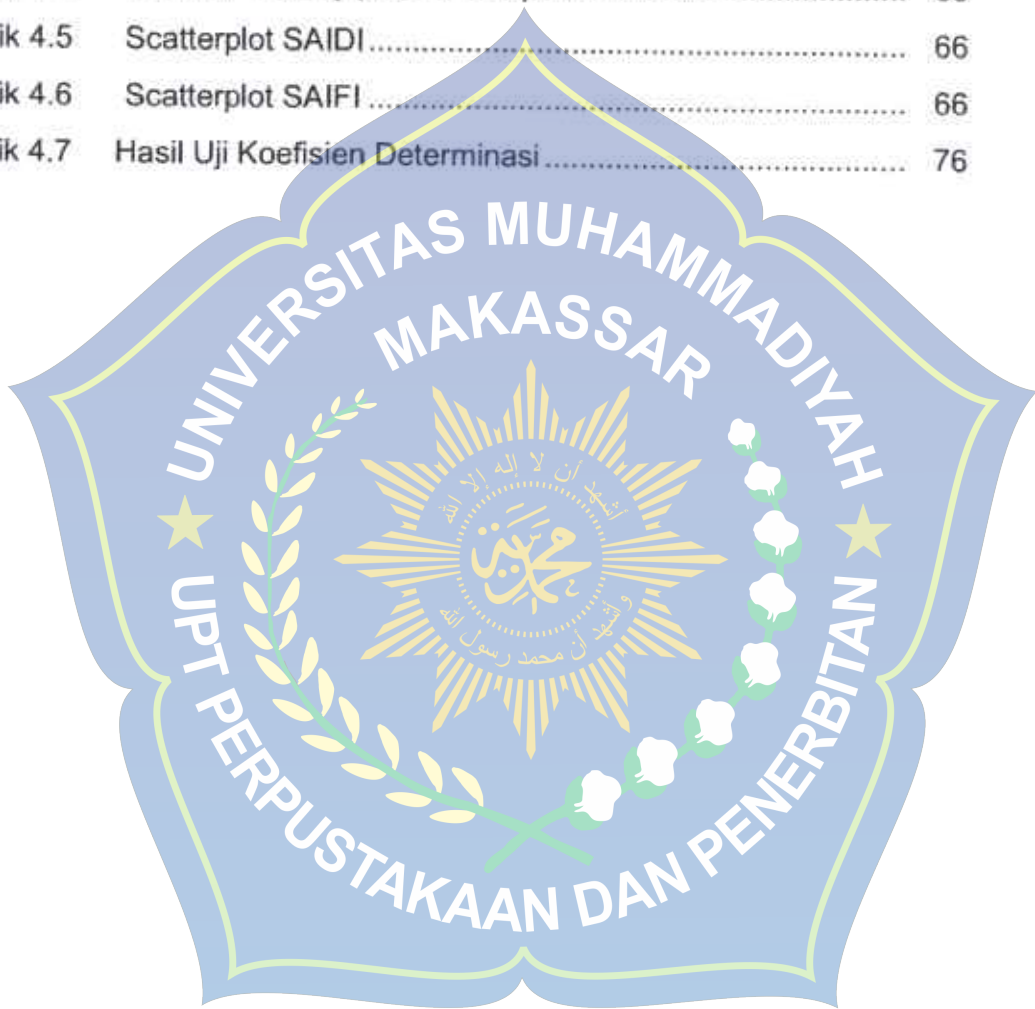 ik 4.5 Scatterplot SAIDI.......................................................... 66
ik 4.6 Scatterplot SAIFI .......................................................... 66
ik 4.7 Hasil Uji Koefisien Determinasi....................................... 76
UNIVERSITAS MUHAMMADIYAH
MAKASSAR
أشهد أن لا إله إلا الله
محمد
وأشهد أن محمد رسول الله
UPT PERPUSTAKAAN DAN PENERBITAN